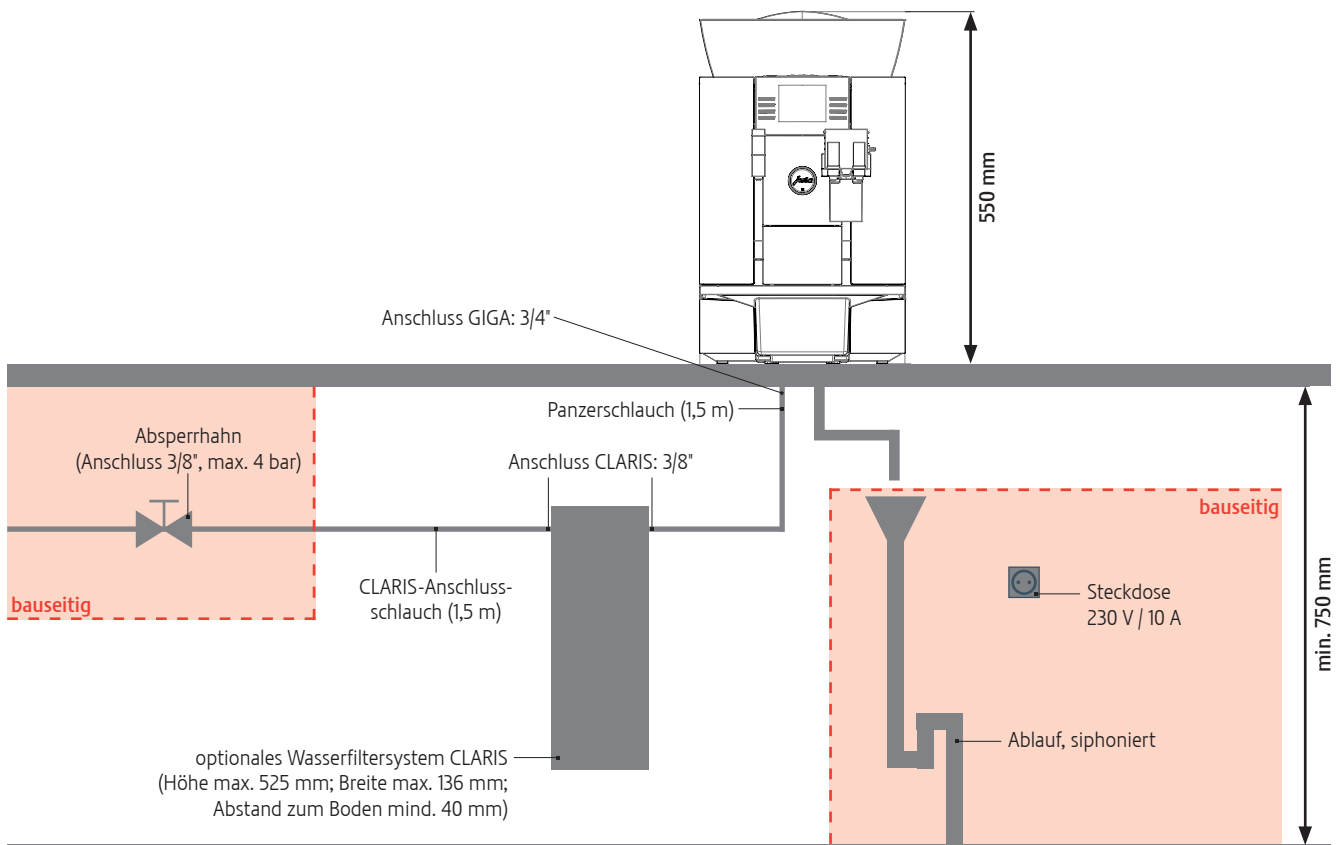 550 mm
jura
Anschluss GIGA: 3/4"
Panzerschlauch (1,5 m)
Absperrhahn
(Anschluss 3/8", max. 4 bar)
Anschluss CLARIS: 3/8"
bauseitig
CLARIS-Anschluss-
schlauch (1,5 m)
bauseitig
Steckdose
230 V / 10 A
min. 750 mm
Ablauf, siphoniert
optionales Wasserfiltersystem CLARIS
(Höhe max. 525 mm; Breite max. 136 mm;
Abstand zum Boden mind. 40 mm)